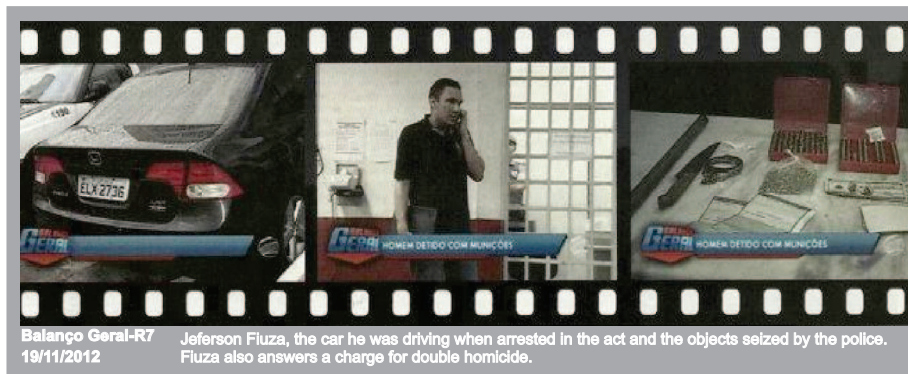 ELX 2736
GERAL
GERAL HOMEM DETIDO COM MUNIÇÕES
GERAL HOMEM DETIDO COM MUNIÇÕES
Balanço Geral-R7
19/11/2012
Jeferson Fiuza, the car he was driving when arrested in the act and the objects seized by the police.
Fiuza also answers a charge for double homicide.